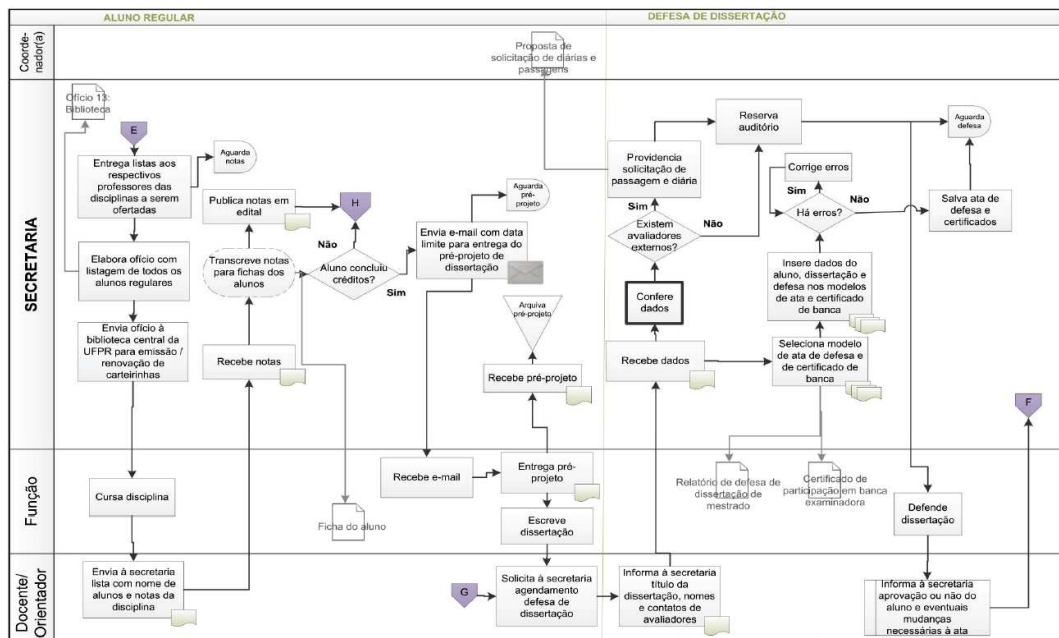 ALUNO REGULAR
DEFESA DE DISSERTAÇÃO
Coorde-
nador(a)
Proposta de
solicitação de diárias e
passagens
SECRETARIA
Ofício 13:
Biblioteca
E
Entrega listas aos
respectivos
professores das
disciplinas a serem
ofertadas
Aguarda
notas
Elabora ofício com
listagem de todos os
alunos regulares
Envia ofício à
biblioteca central da
UFPR para emissão /
renovação de
carteirinhas
Publica notas em
edital
H
Transcreve notas
para fichas dos
alunos
Não
Aluno concluiu
créditos?
Sim
Recebe notas
Aguarda
pré-
projeto
Envia e-mail com data
limite para entrega do
pré-projeto de
dissertação
Arquiva
pré-projeto
Recebe pré-projeto
Providencia
solicitação de
passagem e diária
Sim
Existem
avaliadores
externos?
Não
Confere
dados
Recebe dados
Reserva
auditório
Corrige erros
Sim
Há erros?
Não
Insere dados do
aluno, dissertação e
defesa nos modelos
de ata e certificado
de banca
Seleciona modelo
de ata de defesa e
de certificado de
banca
Aguarda
defesa
Salva ata de
defesa e
certificados
F
Função
Cursa disciplina
Ficha do aluno
Recebe e-mail
Entrega pré-
projeto
Escreve
dissertação
Relatório de defesa de
dissertação de
mestrado
Certificado de
participação em banca
examinadora
Defende
dissertação
Docente/
Orientador
Envia à secretaria
lista com nome de
alunos e notas da
disciplina
G
Solicita à secretaria
agendamento
defesa de
dissertação
Informa à secretaria
título da
dissertação, nomes
e contatos de
avaliadores
Informa à secretaria
aprovação ou não do
aluno e eventuais
mudanças
necessárias à ata